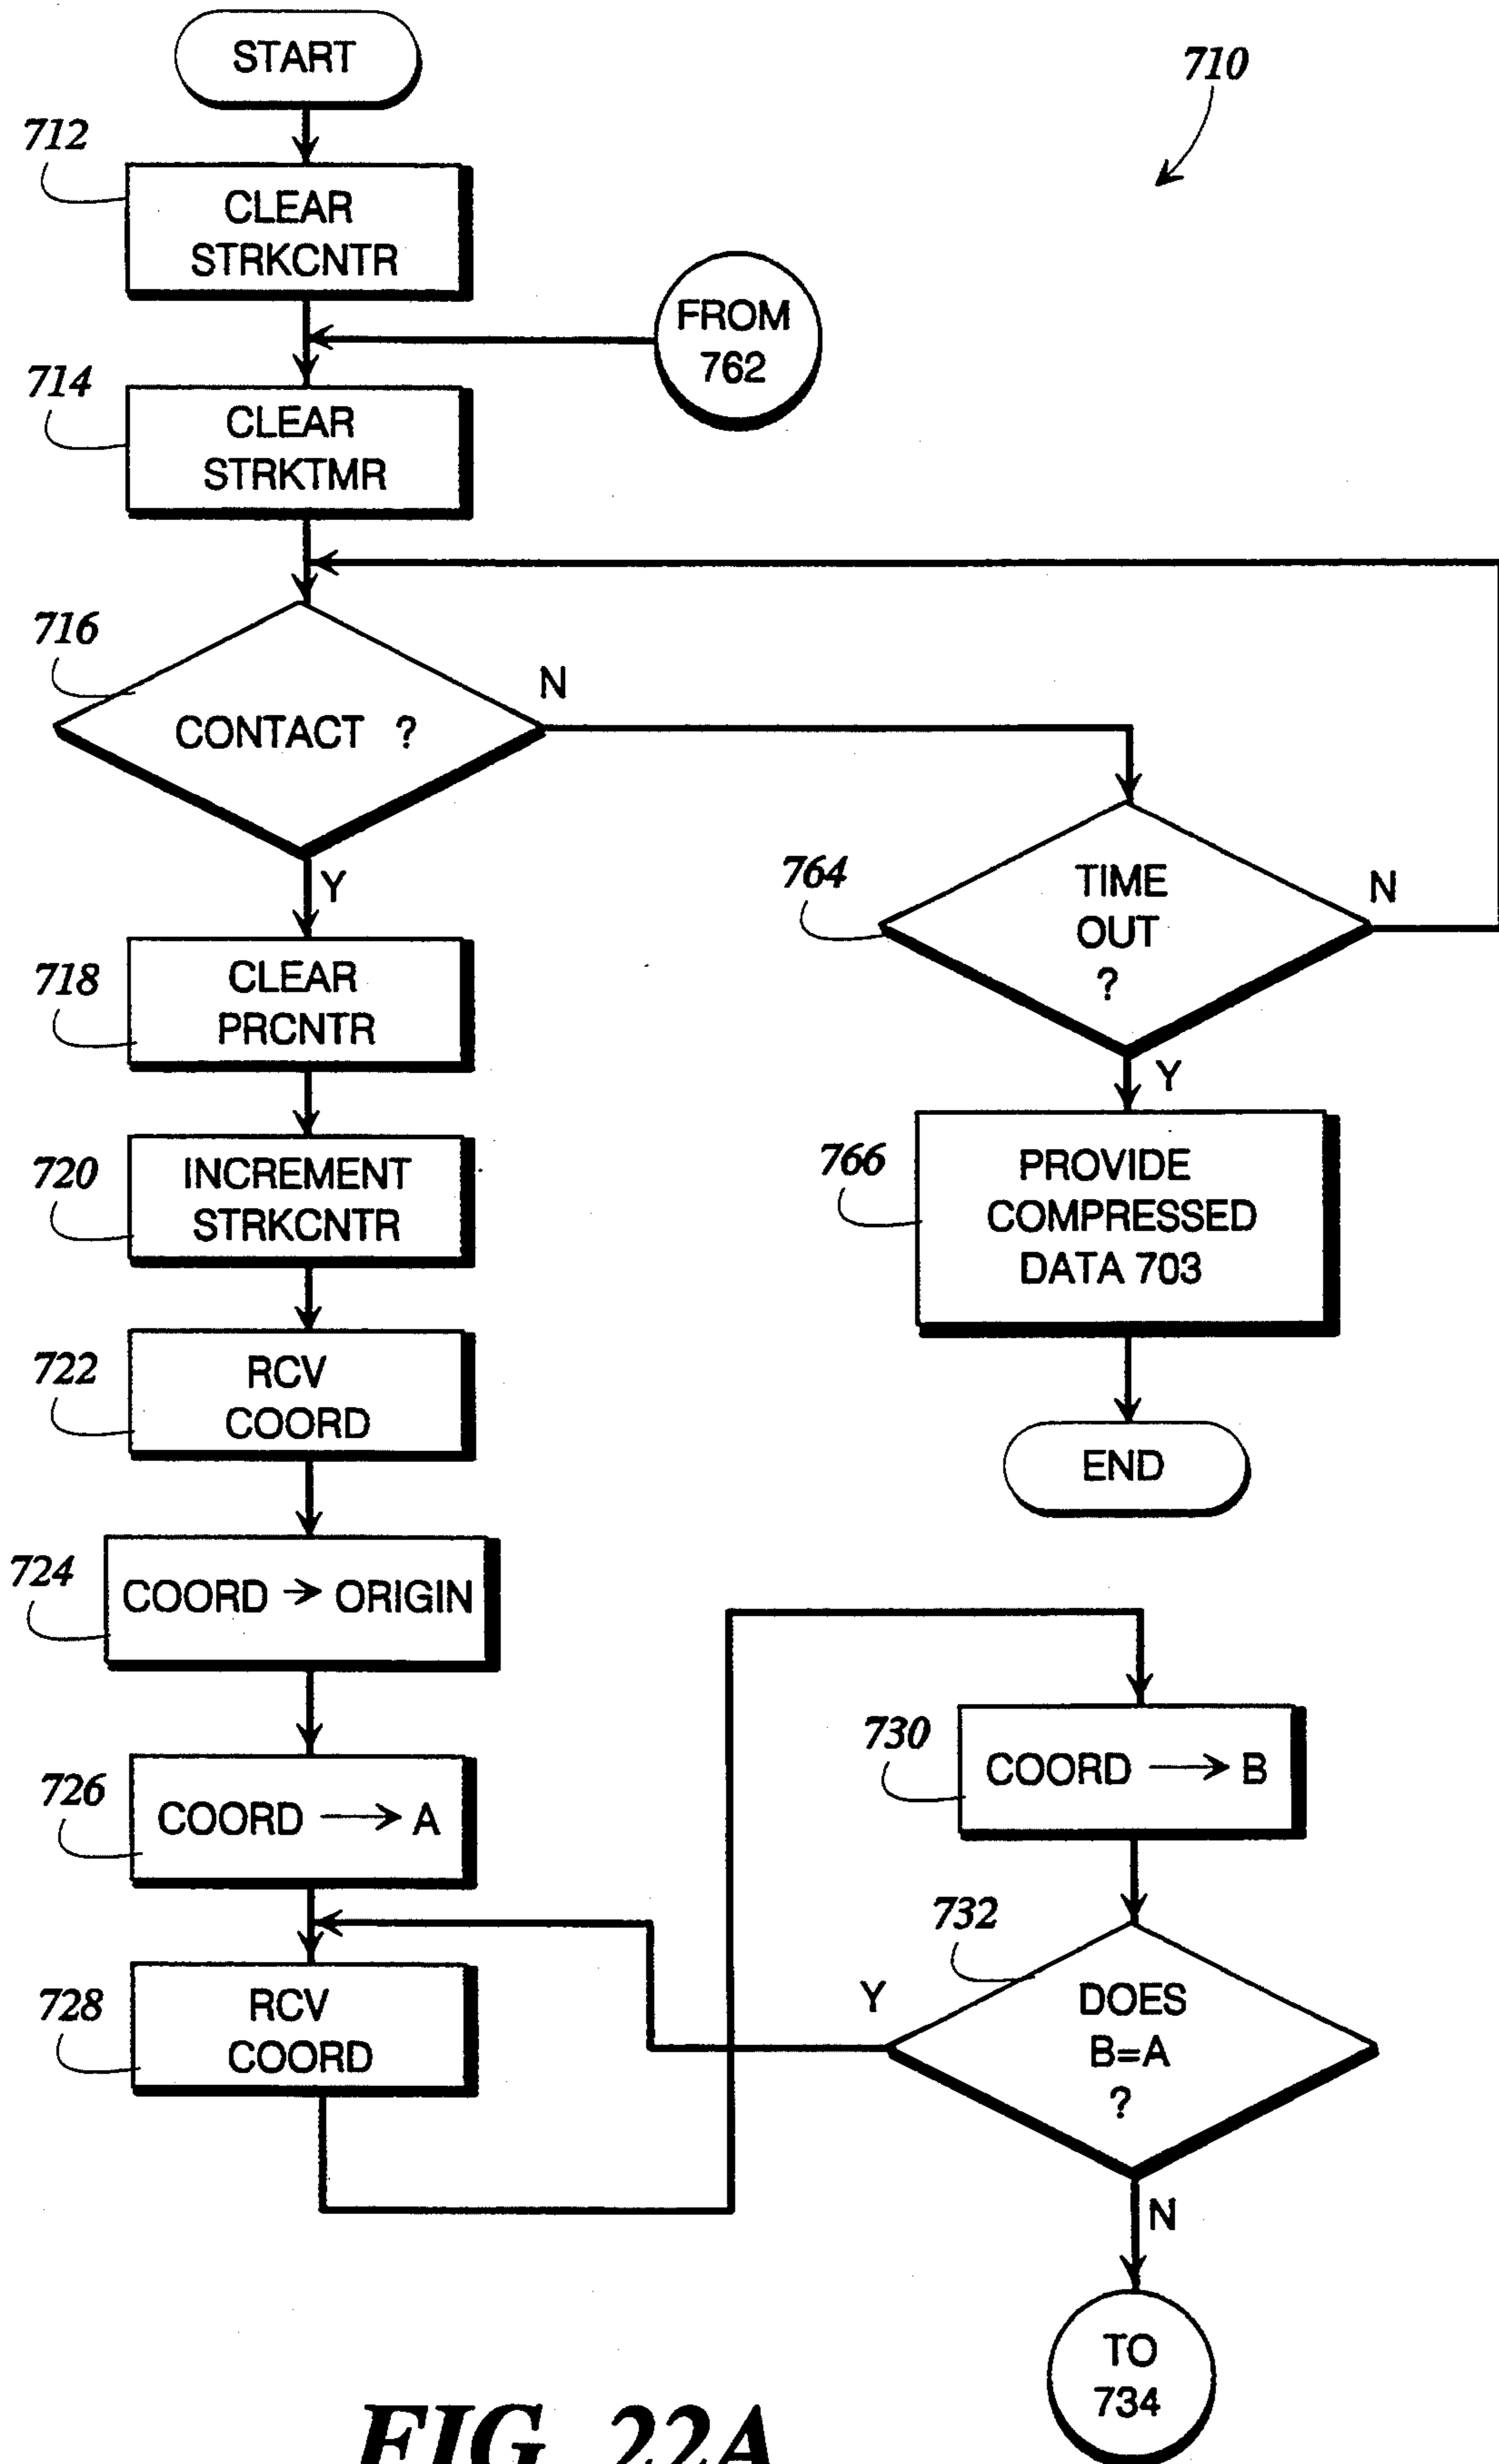 START
710
712
CLEAR
STRKCNTR
FROM
762
714
CLEAR
STRKTMR
716
CONTACT ?
N
Y
764
TIME
OUT
?
N
Y
718
CLEAR
PRCNTR
720
INCREMENT
STRKCNTR
766
PROVIDE
COMPRESSED
DATA 703
722
RCV
COORD
END
724
COORD → ORIGIN
726
COORD → A
730
COORD → B
728
RCV
COORD
732
DOES
B=A
?
Y
N
TO
734
FIG. 22A